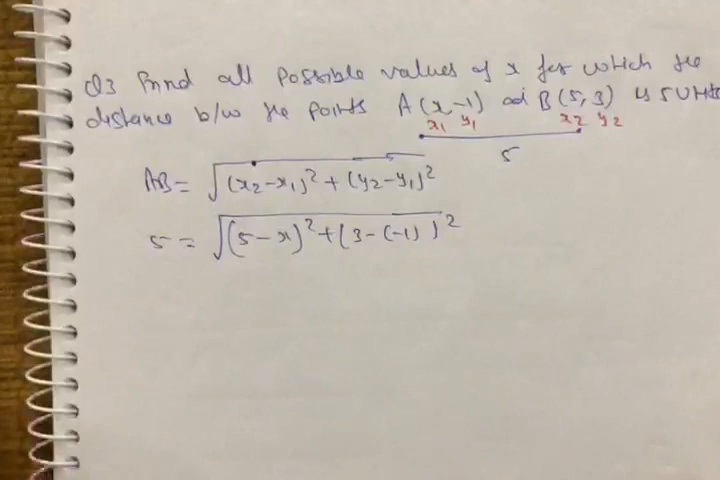 Q3 Find all possible values of x for which the
distance b/w the points A(x -1) ad B(5,3) is 5 units
x₁ y₁ x₂ y₂
5
AB = √(x₂-x₁)² + (y₂-y₁)²
5 = √(5-x)² + (3-(-1))²